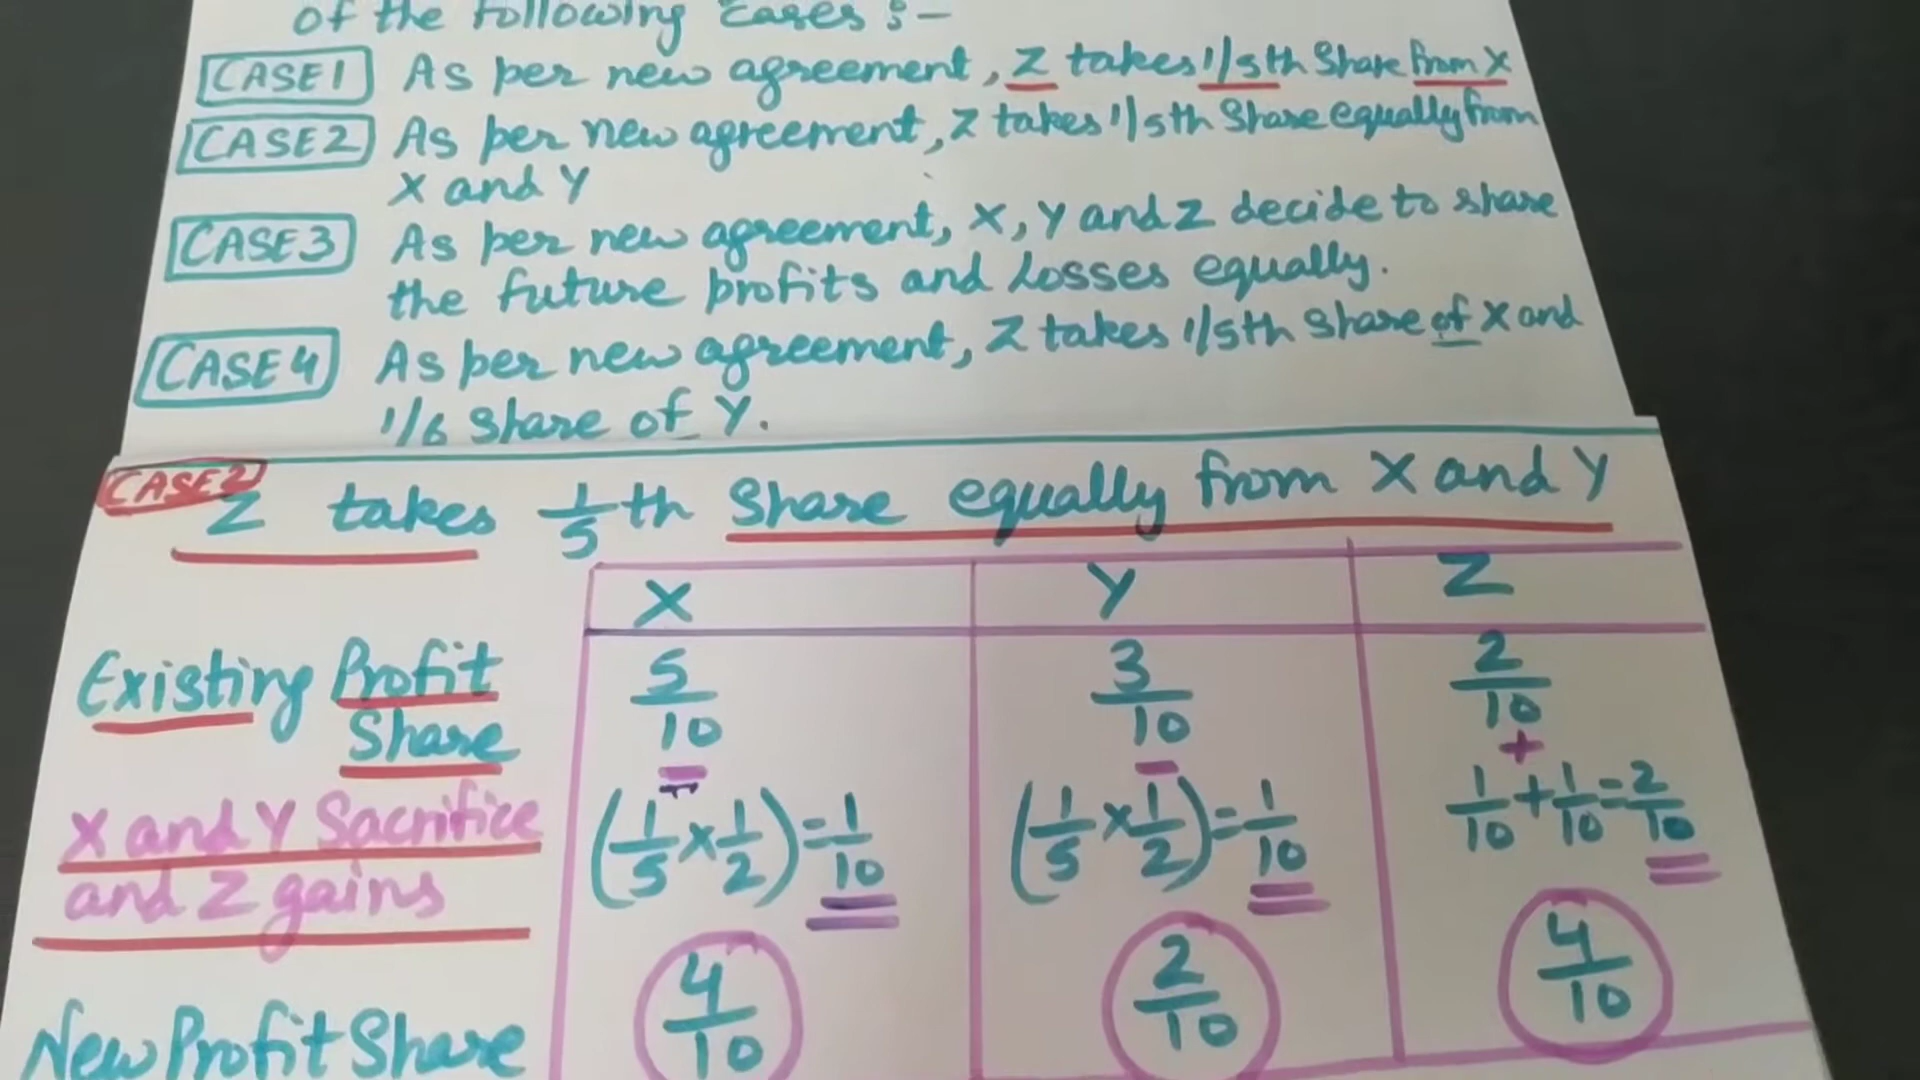 of the following cases :-
CASE 1 As per new agreement, Z takes 1/5th Share from X
CASE 2 As per new agreement, Z takes 1/5th Share equally from
X and Y
CASE 3 As per new agreement, X, Y and Z decide to share
the future profits and Losses equally.
CASE 4 As per new agreement, Z takes 1/5th Share of X and
1/6 Share of Y.
CASE 2
Z takes 1/5 th Share equally from X and Y
X Y Z
Existing Profit Share 5/10 3/10 2/10
- - +
X and Y Sacrifice and Z gains (1/5 × 1/2) = 1/10 (1/5 × 1/2) = 1/10 1/10 + 1/10 = 2/10
New Profit Share 4/10 2/10 4/10